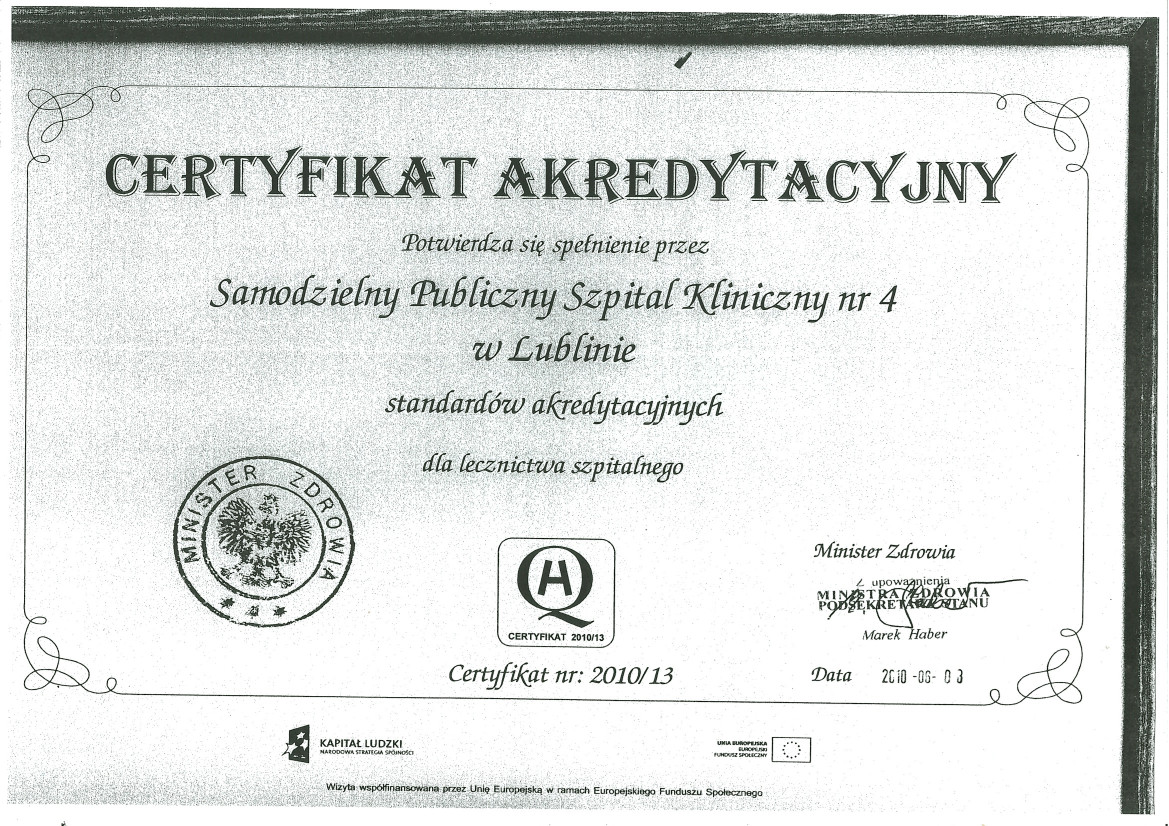 CERTYFIKAT AKREDYTACYJNY
Potwierdza się spełnienie przez
Samodzielny Publiczny Szpital Kliniczny nr 4
w Lublinie
standardów akredytacyjnych
dla lecznictwa szpitalnego
MINISTER ZDROWIA
* 4 *
HQ
CERTYFIKAT 2010/13
Minister Zdrowia
Z upoważnienia
MINISTRA ZDROWIA
PODSEKRETARZ STANU
Marek Haber
Certyfikat nr: 2010/13
Data 2010 -06- 03
KAPITAŁ LUDZKI
NARODOWA STRATEGIA SPÓJNOŚCI
UNIA EUROPEJSKA
EUROPEJSKI
FUNDUSZ SPOŁECZNY
Wizyta współfinansowana przez Unię Europejską w ramach Europejskiego Funduszu Społecznego